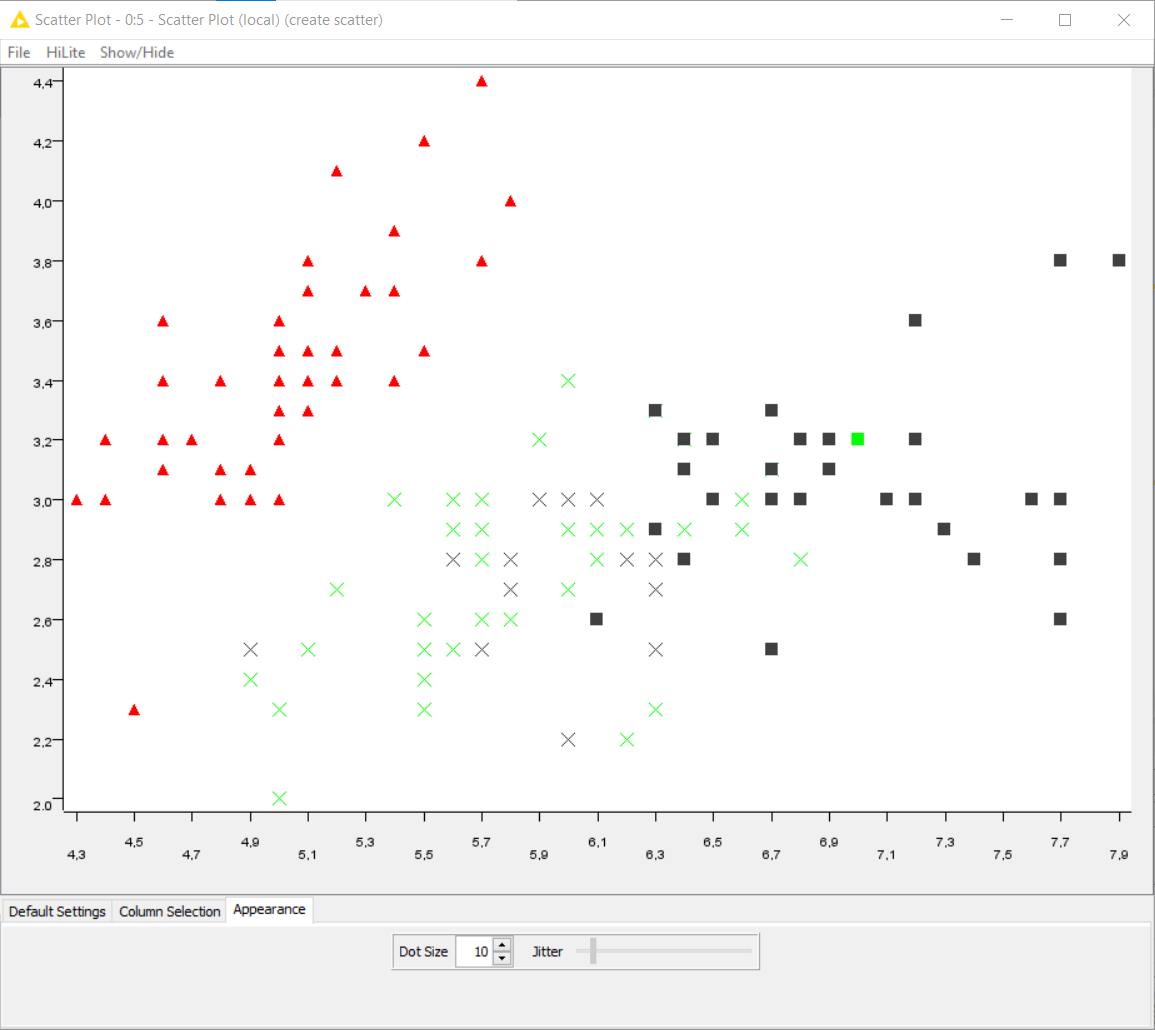 Scatter Plot - 0:5 - Scatter Plot (local) (create scatter)
File HiLite Show/Hide
4,4
4,2
4,0
3,8
3,6
3,4
3,2
3,0
2,8
2,6
2,4
2,2
2.0
4,5 4,9 5,3 5,7 6,1 6,5 6,9 7,3 7,7
4,3 4,7 5,1 5,5 5,9 6,3 6,7 7,1 7,5 7,9
Default Settings Column Selection Appearance
Dot Size 10 Jitter